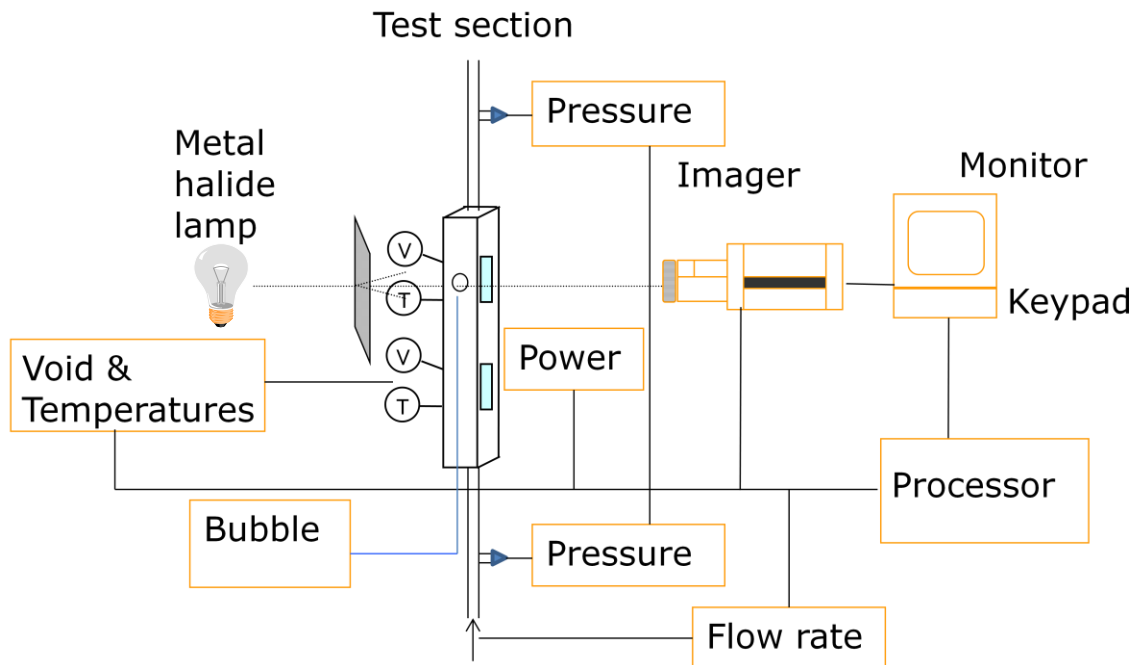 Test section
Pressure
Metal
halide
lamp
Imager
Monitor
V
T
Keypad
Power
Void &
Temperatures
V
T
Processor
Bubble
Pressure
Flow rate